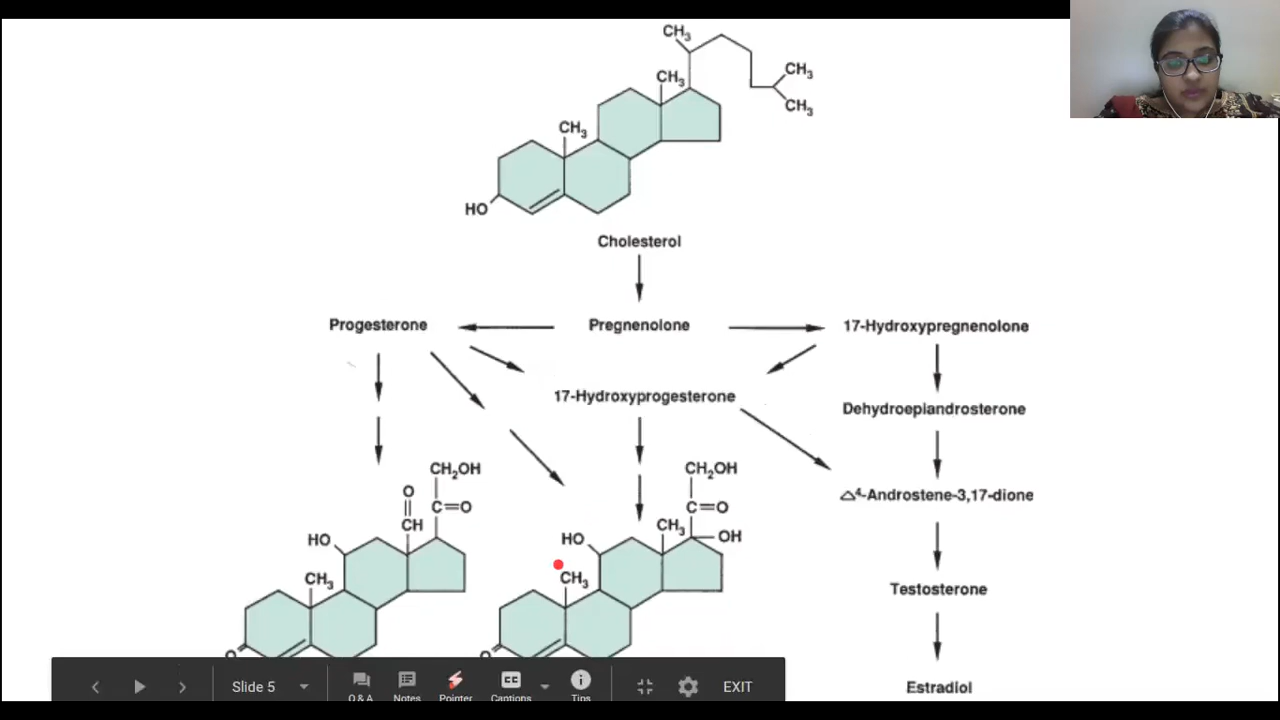 CH3
CH3
CH3
CH3
CH3
HO
Cholesterol
Progesterone
Pregnenolone
17-Hydroxypregnenolone
17-Hydroxyprogesterone
Dehydroepiandrosterone
△4-Androstene-3,17-dione
Testosterone
Estradiol
CH2OH
O
C=O
CH
HO
CH3
O
CH2OH
C=O
CH3
OH
HO
CH3
O
Slide 5
Q & A
Notes
Pointer
CC
Captions
Tips
EXIT